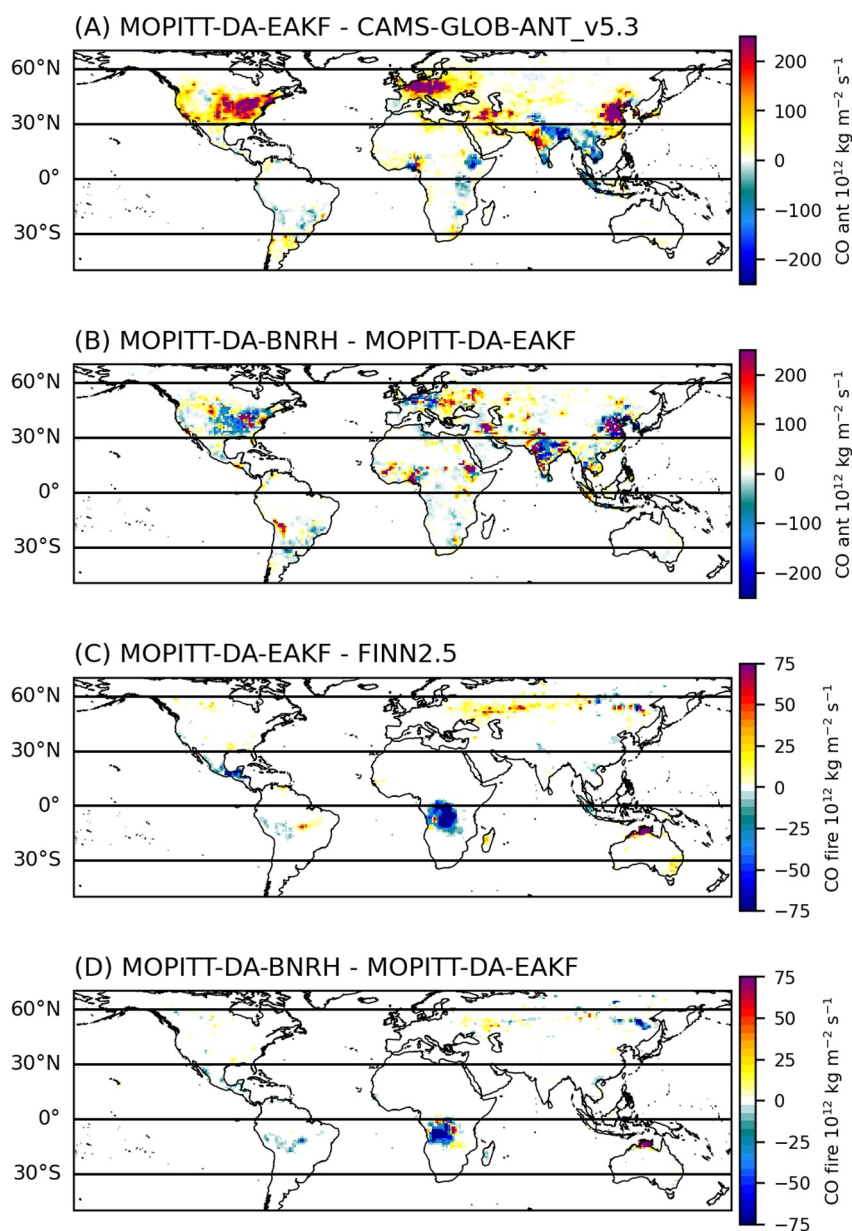 (A) MOPITT-DA-EAKF - CAMS-GLOB-ANT_v5.3
60°N
30°N
0°
30°S
200
100
0
−100
−200
CO ant 10¹² kg m⁻² s⁻¹
(B) MOPITT-DA-BNRH - MOPITT-DA-EAKF
60°N
30°N
0°
30°S
200
100
0
−100
−200
CO ant 10¹² kg m⁻² s⁻¹
(C) MOPITT-DA-EAKF - FINN2.5
60°N
30°N
0°
30°S
75
50
25
0
−25
−50
−75
CO fire 10¹² kg m⁻² s⁻¹
(D) MOPITT-DA-BNRH - MOPITT-DA-EAKF
60°N
30°N
0°
30°S
75
50
25
0
−25
−50
−75
CO fire 10¹² kg m⁻² s⁻¹